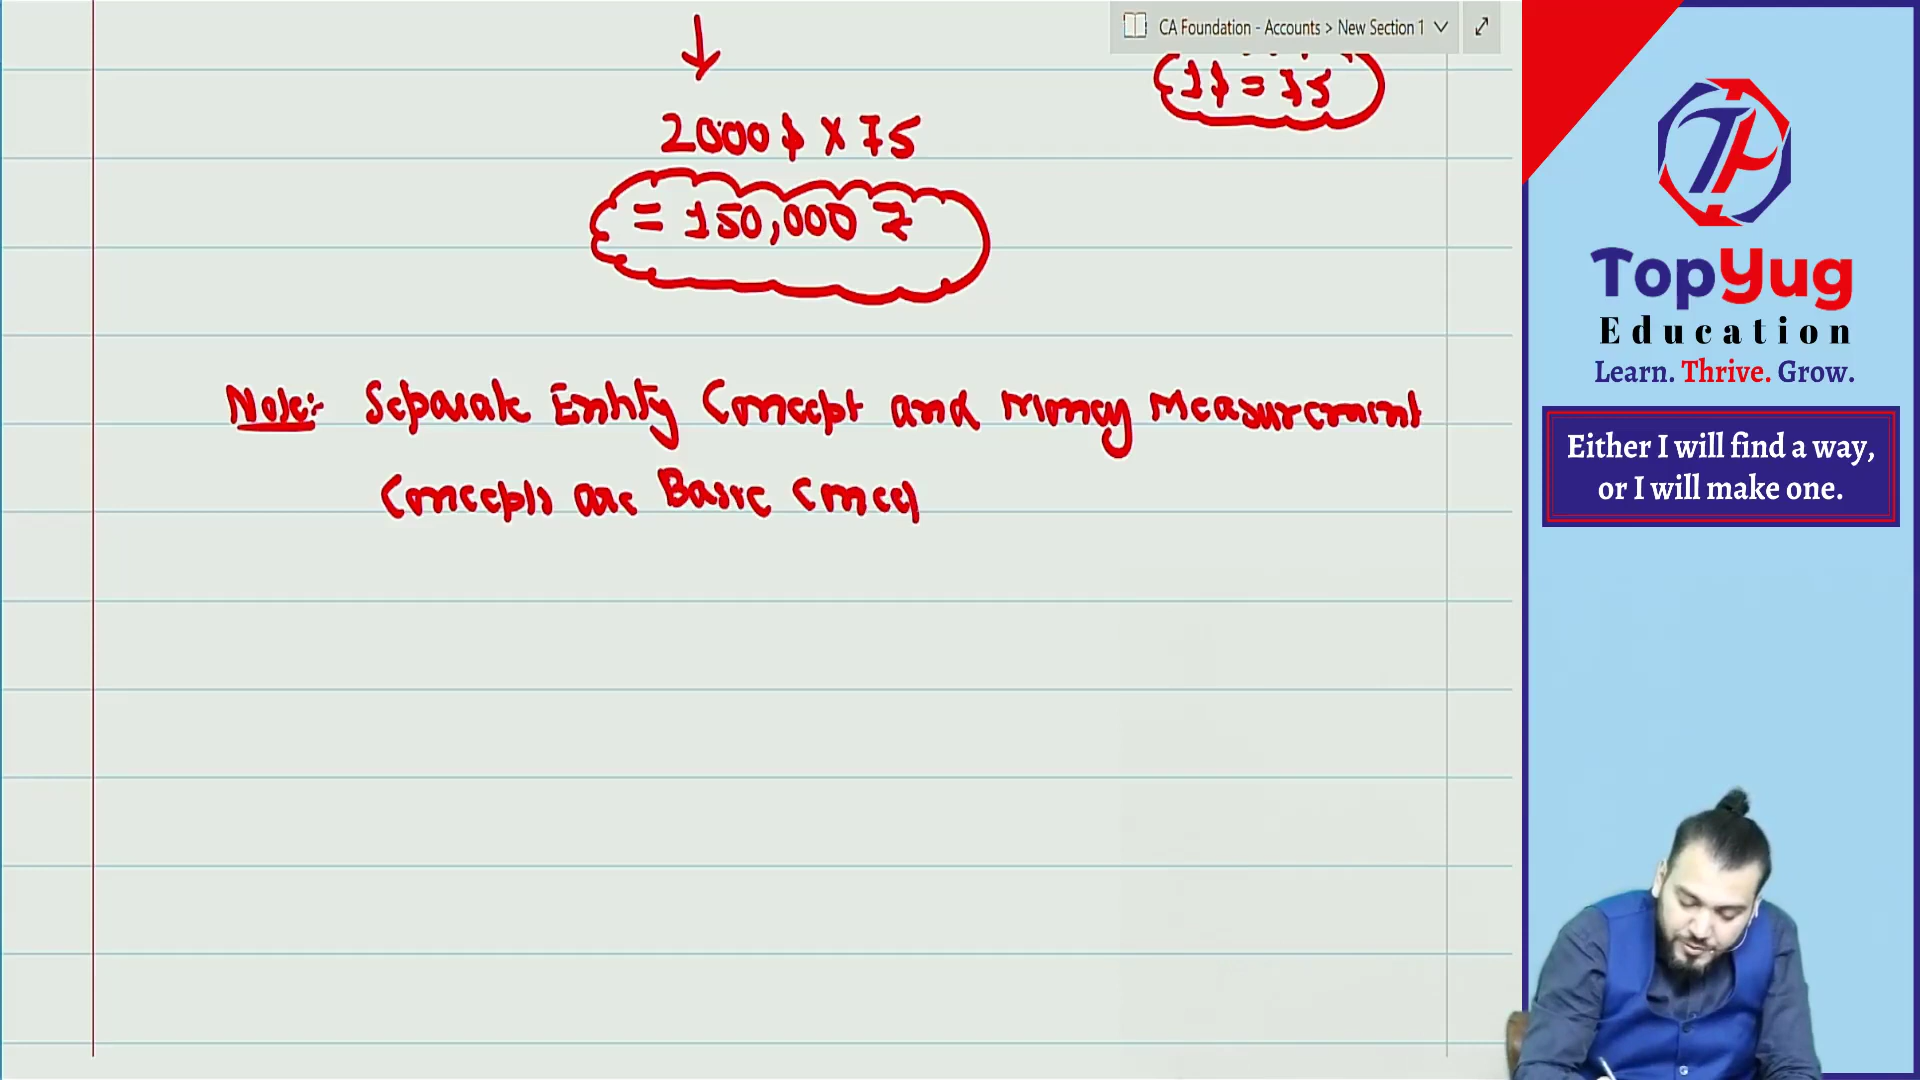 CA Foundation - Accounts > New Section 1
1$ = 75
2000$ X 75
= 150,000 ₹
Note:- Separate Entity Concept and Money Measurement
Concepts are Basic Concep
TopYug
Education
Learn. Thrive. Grow.
Either I will find a way,
or I will make one.